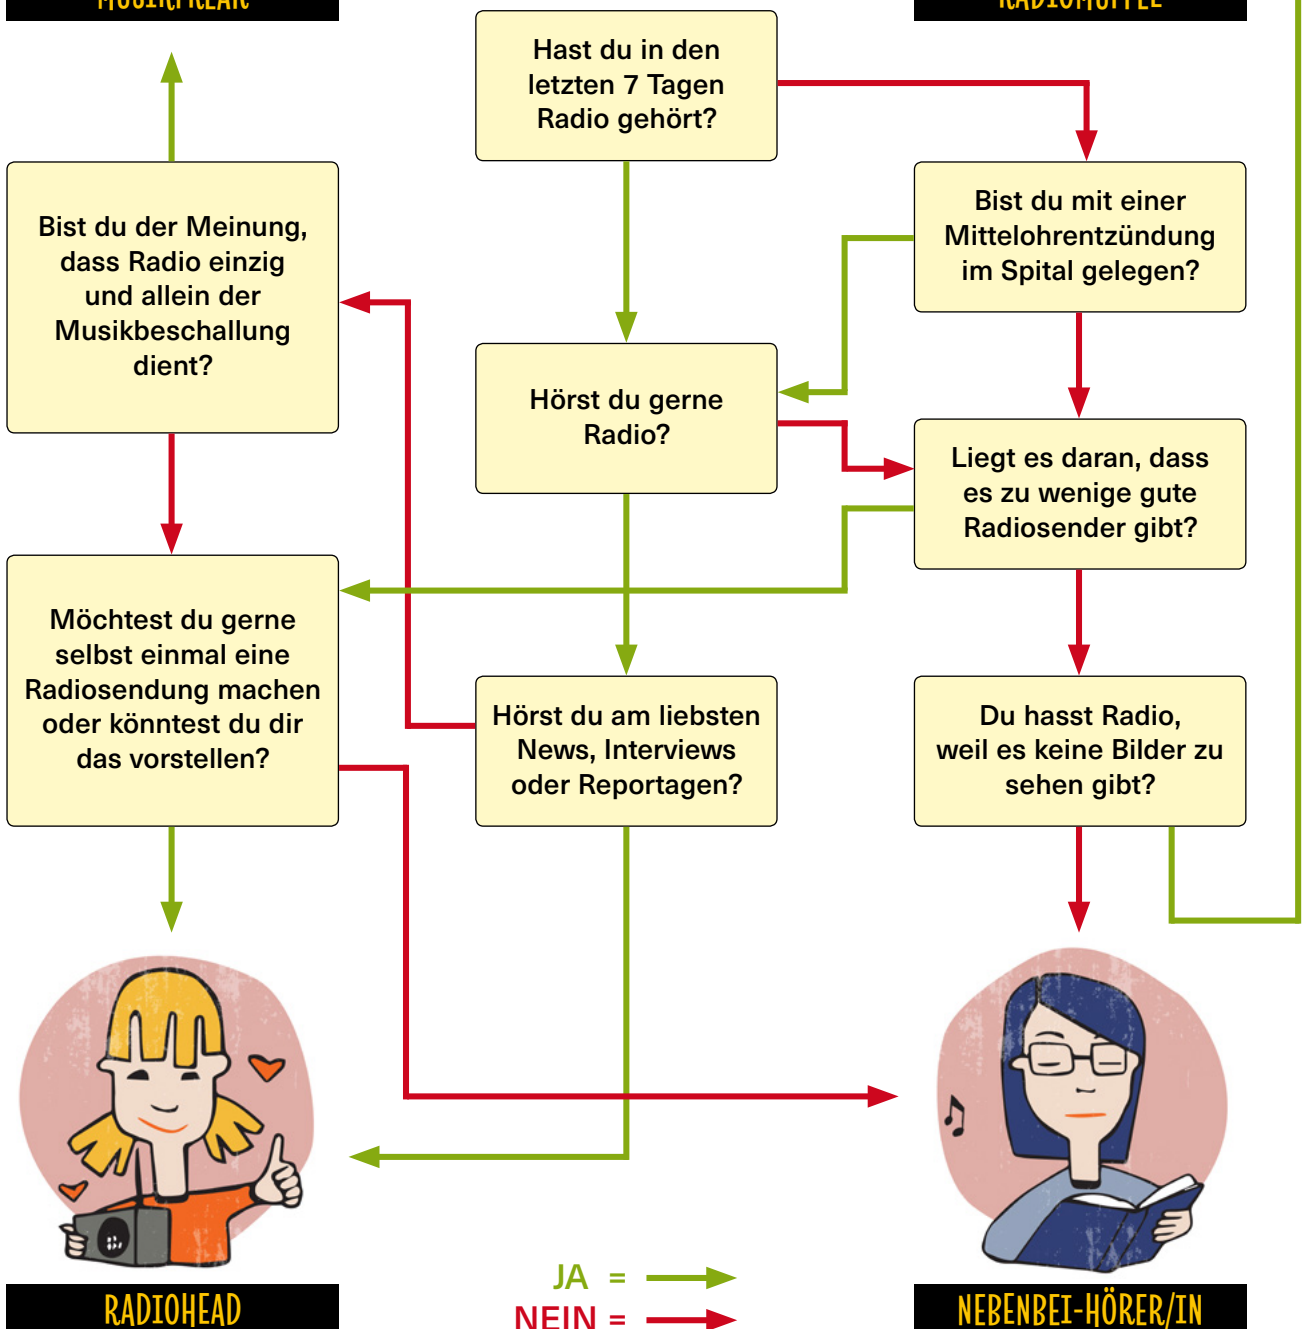 MUSIKFREAK
RADIOMUFFEL
Hast du in den
letzten 7 Tagen
Radio gehört?
Bist du der Meinung,
dass Radio einzig
und allein der
Musikbeschallung
dient?
Bist du mit einer
Mittelohrentzündung
im Spital gelegen?
Hörst du gerne
Radio?
Liegt es daran, dass
es zu wenige gute
Radiosender gibt?
Möchtest du gerne
selbst einmal eine
Radiosendung machen
oder könntest du dir
das vorstellen?
Hörst du am liebsten
News, Interviews
oder Reportagen?
Du hasst Radio,
weil es keine Bilder zu
sehen gibt?
RADIOHEAD
JA =
NEIN =
NEBENBEI-HÖRER/IN